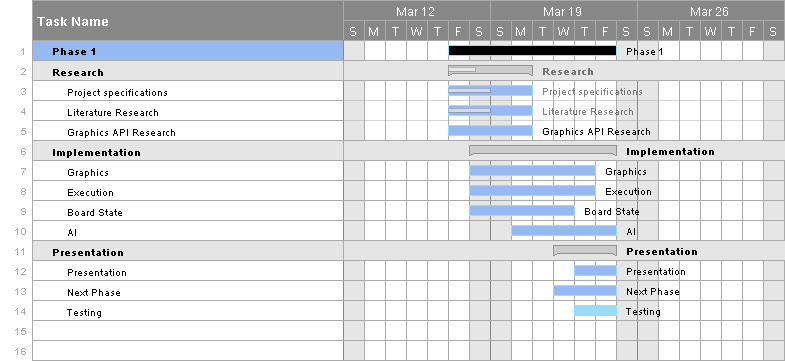 Task Name Mar 12 Mar 19 Mar 26
S M T W T F S S M T W T F S S M T W T F S
1 Phase 1 Phase 1
2 Research Research
3 Project specifications Project specifications
4 Literature Research Literature Research
5 Graphics API Research Graphics API Research
6 Implementation Implementation
7 Graphics Graphics
8 Execution Execution
9 Board State Board State
10 AI AI
11 Presentation Presentation
12 Presentation Presentation
13 Next Phase Next Phase
14 Testing Testing
15
16